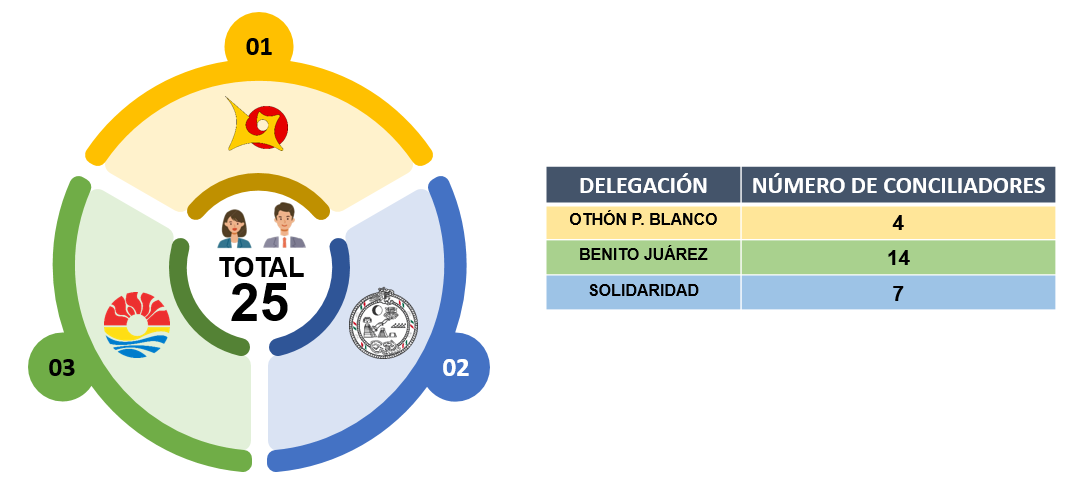 01
TOTAL
25
03
02
DELEGACIÓN NÚMERO DE CONCILIADORES
OTHÓN P. BLANCO 4
BENITO JUÁREZ 14
SOLIDARIDAD 7